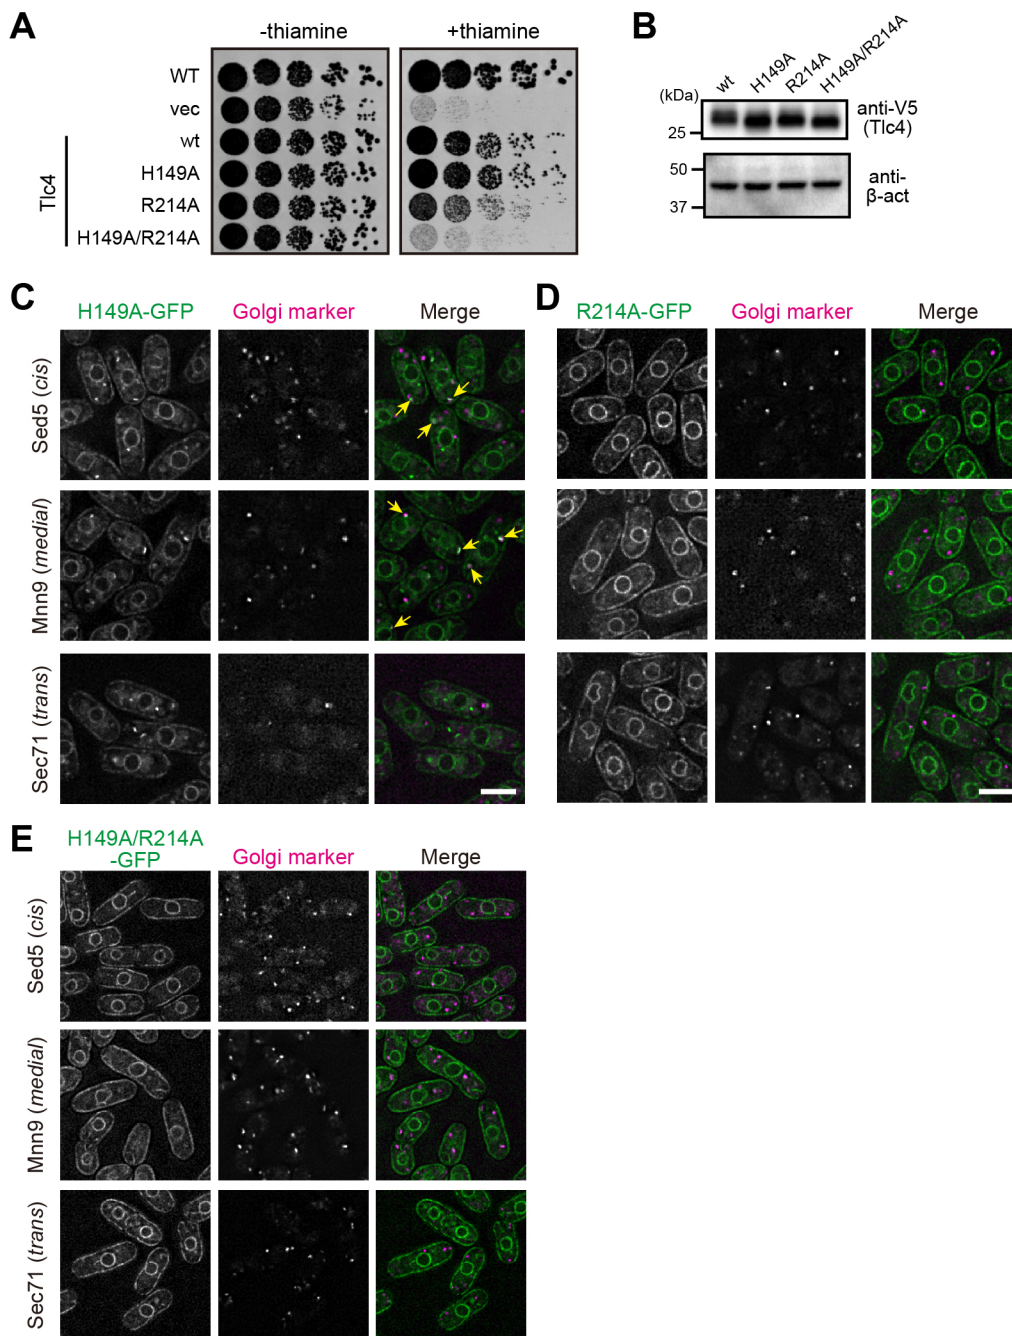 A
-thiamine
+thiamine
WT
vec
wt
H149A
R214A
H149A/R214A
Tlc4
B
wt
H149A
R214A
H149A/R214A
(kDa)
25
anti-V5
(Tlc4)
50
37
anti-
β-act
C
H149A-GFP
Golgi marker
Merge
Sed5 (cis)
Mnn9 (medial)
Sec71 (trans)
D
R214A-GFP
Golgi marker
Merge
E
H149A/R214A
-GFP
Golgi marker
Merge
Sed5 (cis)
Mnn9 (medial)
Sec71 (trans)